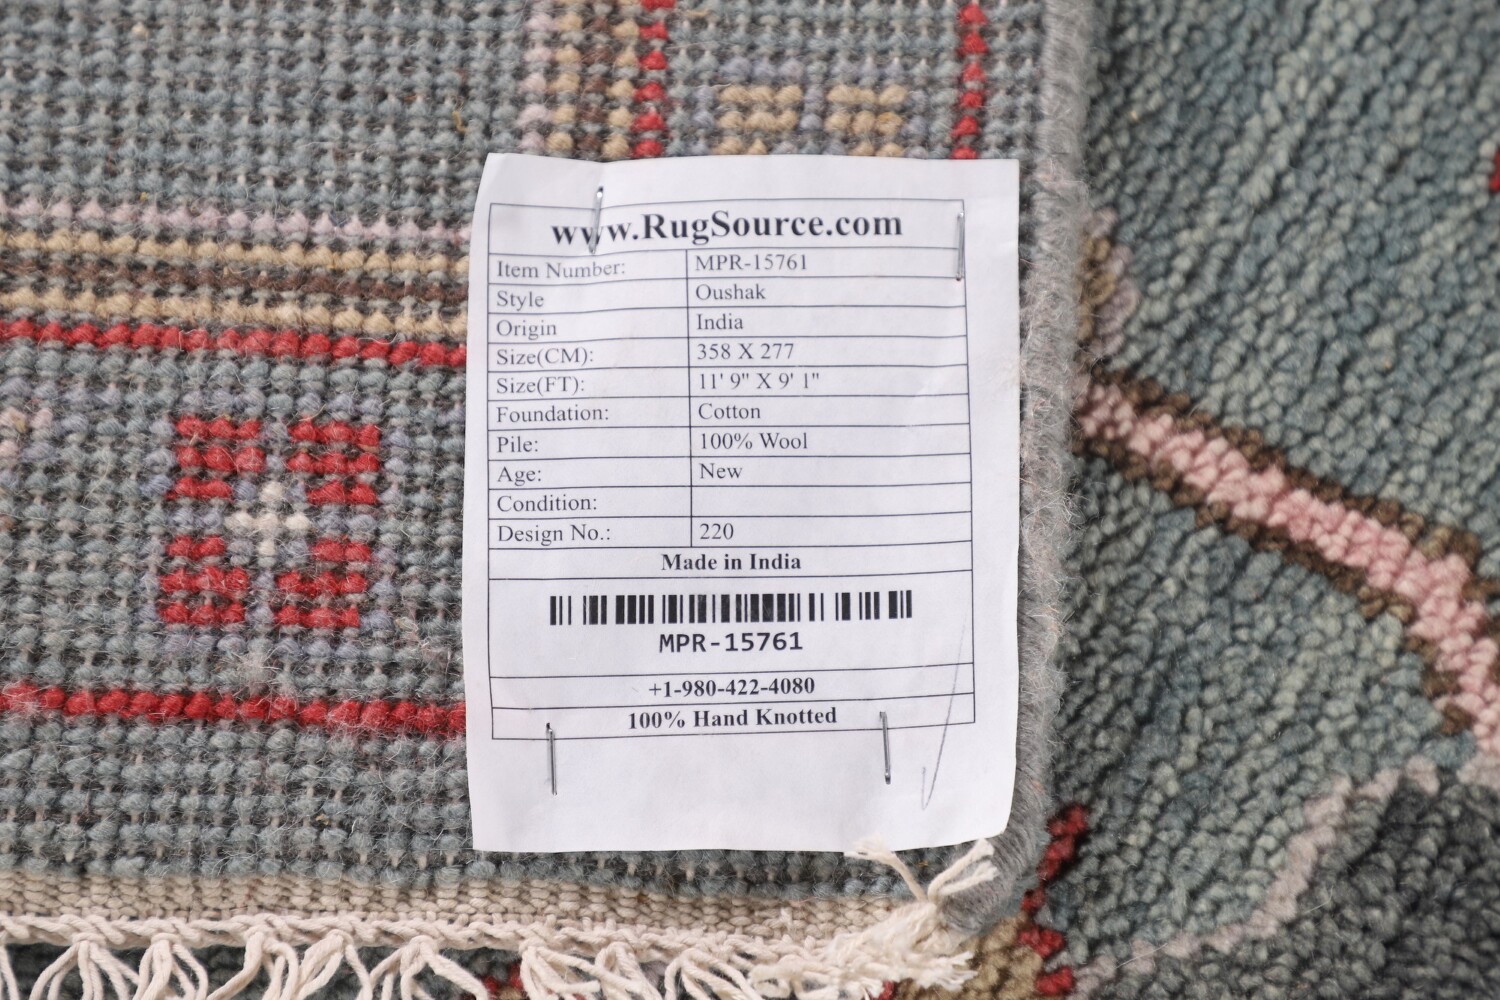 www.RugSource.com
Item Number: MPR-15761
Style Oushak
Origin India
Size(CM): 358 X 277
Size(FT): 11' 9" X 9' 1"
Foundation: Cotton
Pile: 100% Wool
Age: New
Condition:
Design No.: 220
Made in India
MPR-15761
+1-980-422-4080
100% Hand Knotted